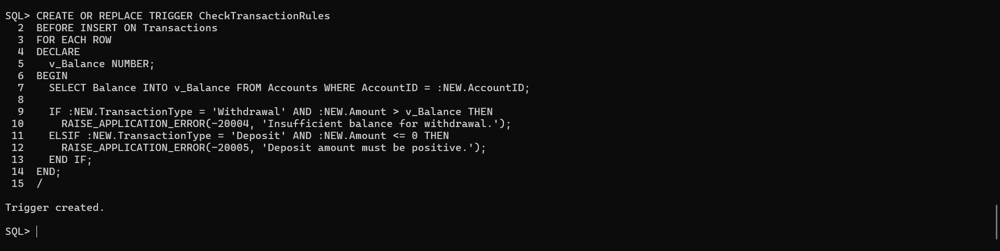 SQL> CREATE OR REPLACE TRIGGER CheckTransactionRules
  2  BEFORE INSERT ON Transactions
  3  FOR EACH ROW
  4  DECLARE
  5    v_Balance NUMBER;
  6  BEGIN
  7    SELECT Balance INTO v_Balance FROM Accounts WHERE AccountID = :NEW.AccountID;
  8
  9    IF :NEW.TransactionType = 'Withdrawal' AND :NEW.Amount > v_Balance THEN
 10      RAISE_APPLICATION_ERROR(-20004, 'Insufficient balance for withdrawal.');
 11    ELSIF :NEW.TransactionType = 'Deposit' AND :NEW.Amount <= 0 THEN
 12      RAISE_APPLICATION_ERROR(-20005, 'Deposit amount must be positive.');
 13    END IF;
 14  END;
 15  /

Trigger created.

SQL>